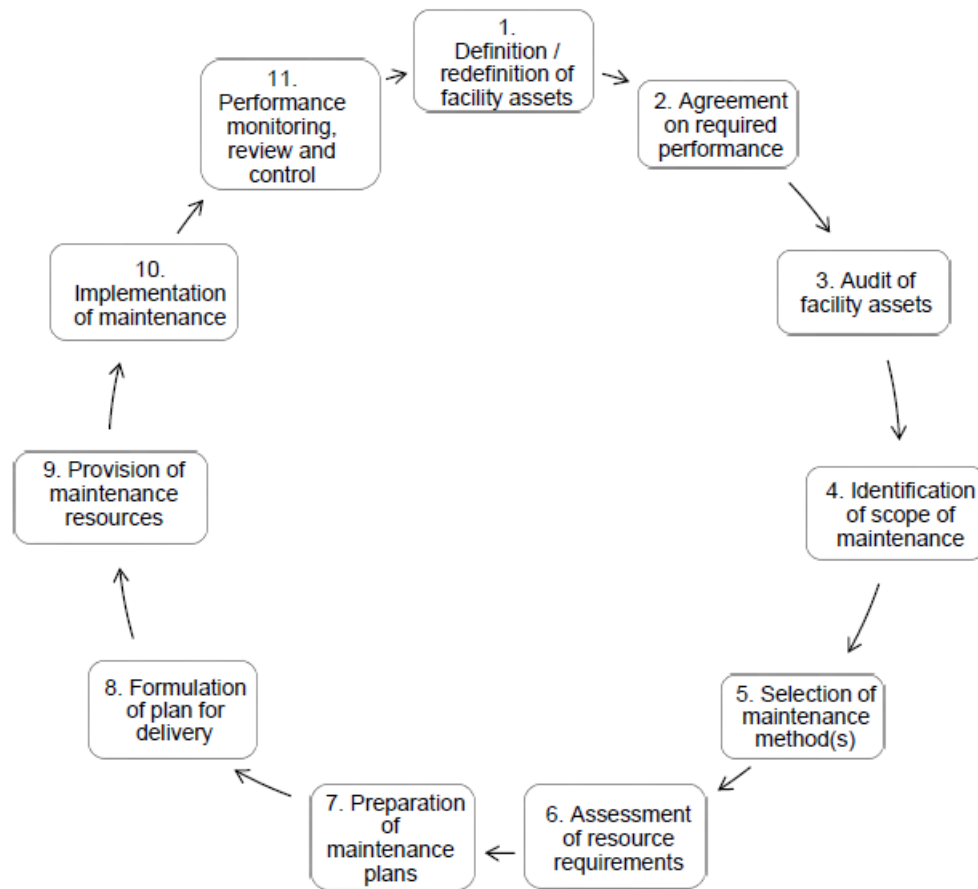 1.
Definition /
redefinition of
facility assets
2. Agreement
on required
performance
3. Audit of
facility assets
4. Identification
of scope of
maintenance
5. Selection of
maintenance
method(s)
6. Assessment
of resource
requirements
7. Preparation
of
maintenance
plans
8. Formulation
of plan for
delivery
9. Provision of
maintenance
resources
10.
Implementation
of maintenance
11.
Performance
monitoring,
review and
control